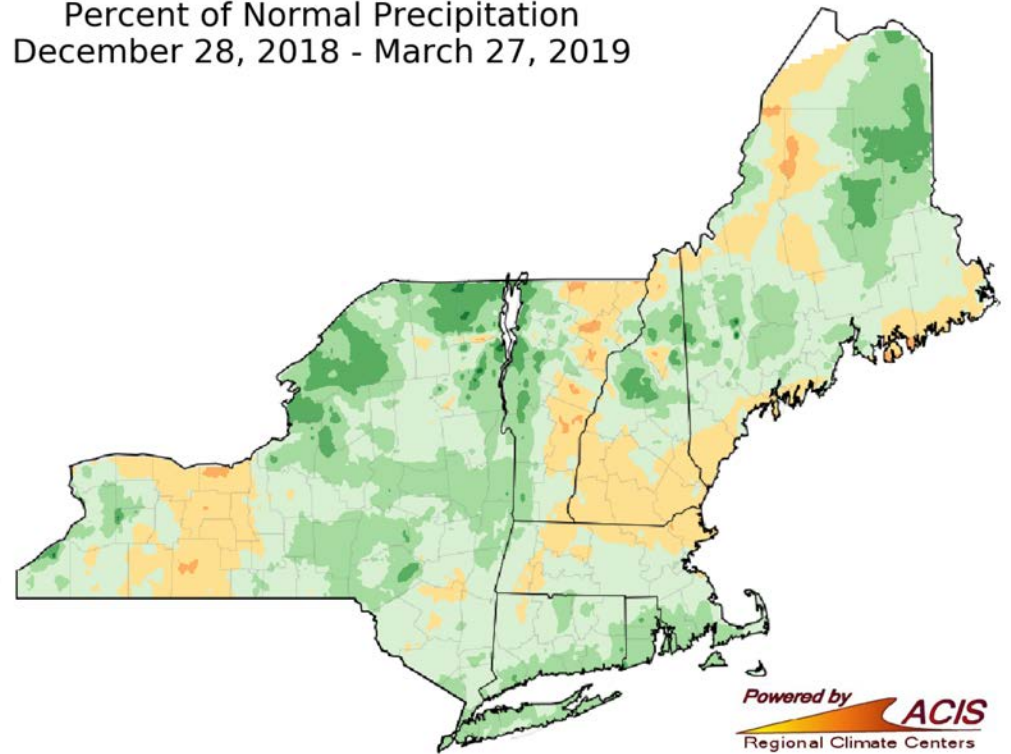 Percent of Normal Precipitation
December 28, 2018 - March 27, 2019
Powered by
ACIS
Regional Climate Centers